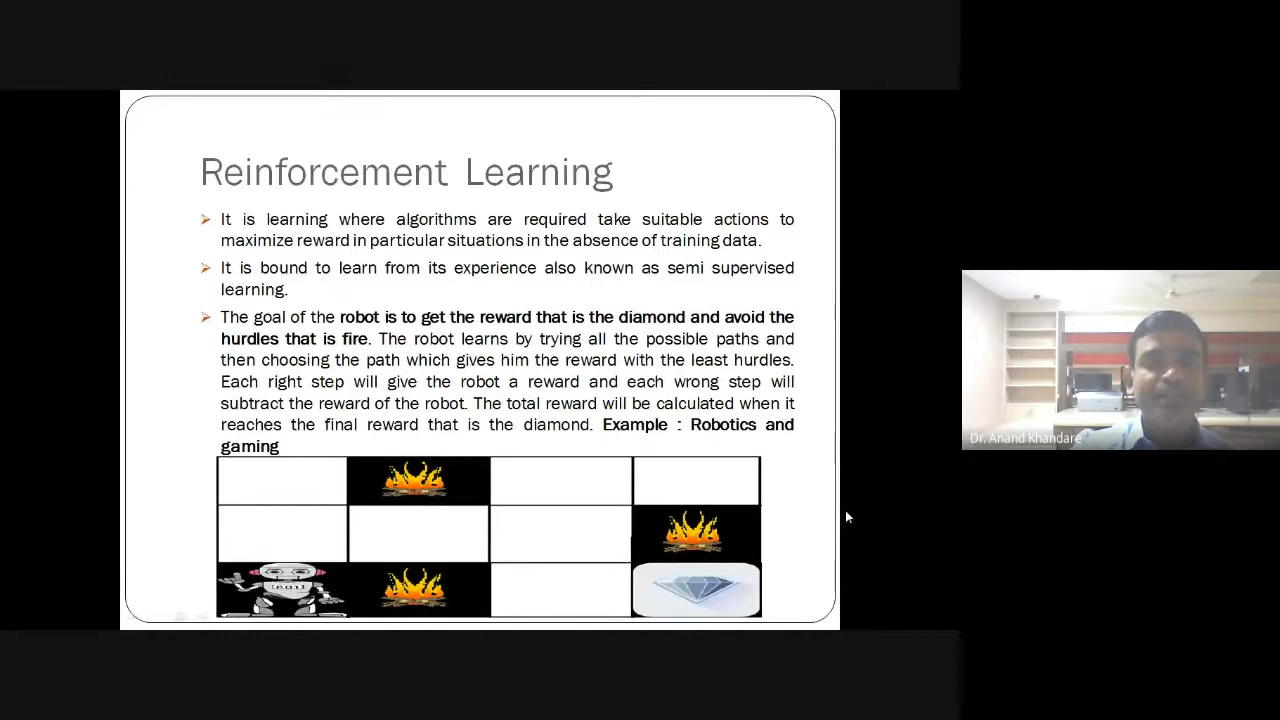 Reinforcement Learning
It is learning where algorithms are required take suitable actions to
maximize reward in particular situations in the absence of training data.
It is bound to learn from its experience also known as semi supervised
learning.
The goal of the robot is to get the reward that is the diamond and avoid the
hurdles that is fire. The robot learns by trying all the possible paths and
then choosing the path which gives him the reward with the least hurdles.
Each right step will give the robot a reward and each wrong step will
subtract the reward of the robot. The total reward will be calculated when it
reaches the final reward that is the diamond. Example : Robotics and
gaming
Dr. Anand Khandare